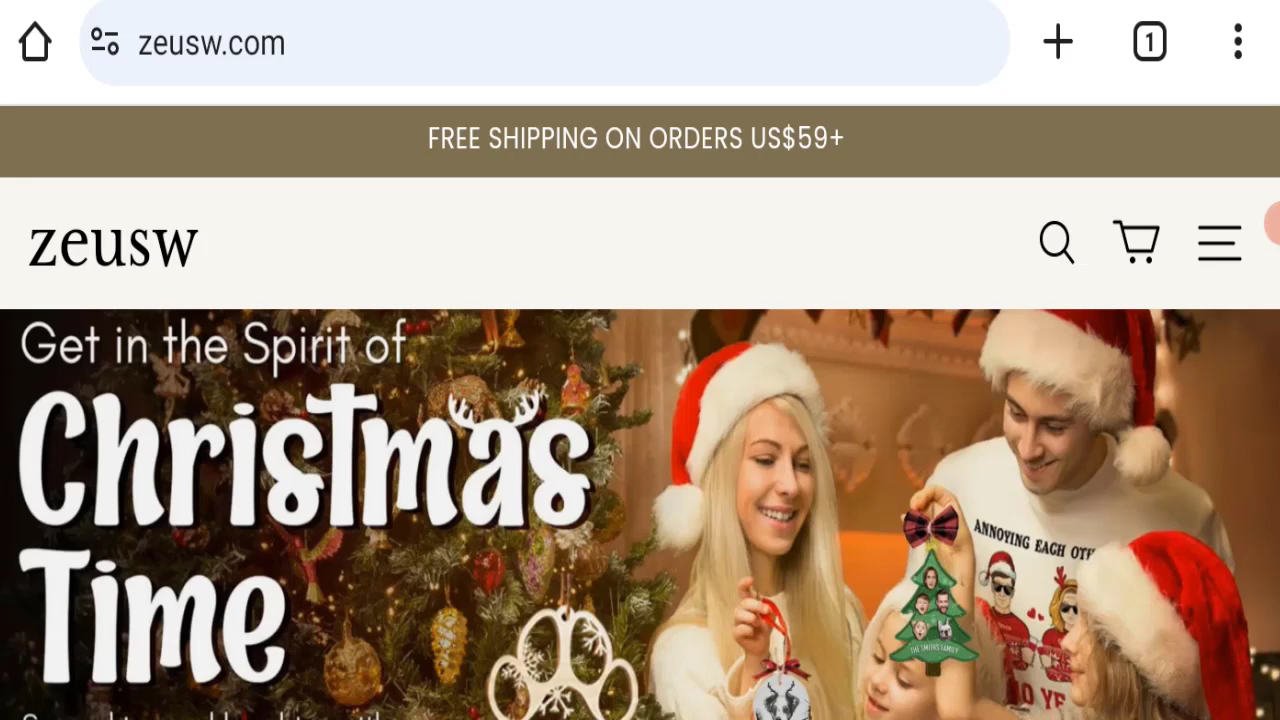 zeusw.com
1
FREE SHIPPING ON ORDERS US$59+
zeusw
Get in the Spirit of
Christmas
Time
ANNOYING EACH
THE SMITHS FAMILY